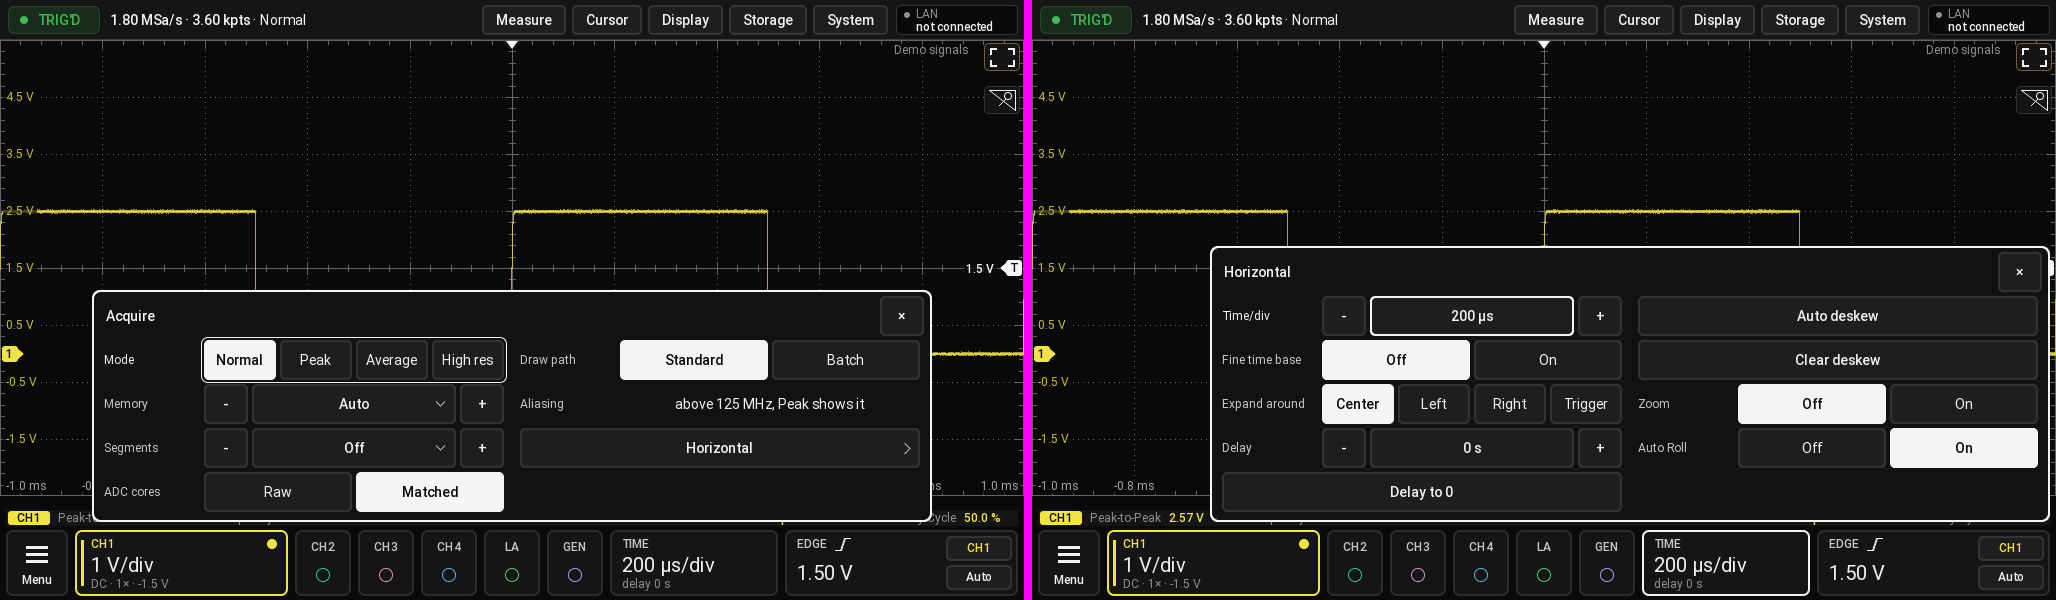 TRIG'D 1.80 MSa/s · 3.60 kpts · Normal Measure Cursor Display Storage System LAN not connected
Demo signals
4.5 V
3.5 V
2.5 V
1.5 V 1.5 V T
0.5 V
1
-0.5 V
-1.5 V
-1.0 ms 1.0 ms
Acquire ×
Mode Normal Peak Average High res Draw path Standard Batch
Memory - Auto + Aliasing above 125 MHz, Peak shows it
Segments - Off + Horizontal
ADC cores Raw Matched
CH1 Cycle 50.0 %
Menu
CH1
1 V/div
DC · 1× · -1.5 V
CH2 CH3 CH4 LA GEN
TIME
200 µs/div
delay 0 s
EDGE CH1
1.50 V Auto
TRIG'D 1.80 MSa/s · 3.60 kpts · Normal Measure Cursor Display Storage System LAN not connected
Demo signals
4.5 V
3.5 V
2.5 V
1.5 V
0.5 V
1
-0.5 V
-1.5 V
-1.0 ms -0.8 ms
Horizontal ×
Time/div - 200 µs + Auto deskew
Fine time base Off On Clear deskew
Expand around Center Left Right Trigger Zoom Off On
Delay - 0 s + Auto Roll Off On
Delay to 0
CH1 Peak-to-Peak 2.57 V
Menu
CH1
1 V/div
DC · 1× · -1.5 V
CH2 CH3 CH4 LA GEN
TIME
200 µs/div
delay 0 s
EDGE CH1
1.50 V Auto